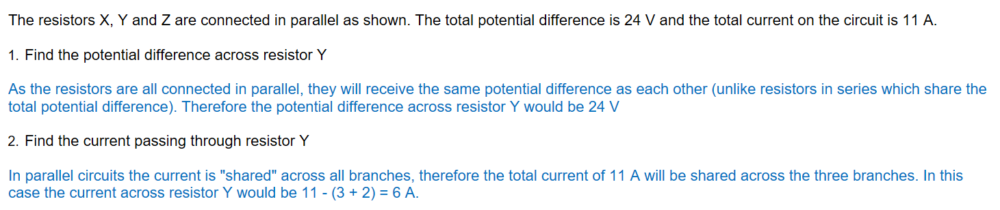 The resistors X, Y and Z are connected in parallel as shown. The total potential difference is 24 V and the total current on the circuit is 11 A.
1. Find the potential difference across resistor Y
As the resistors are all connected in parallel, they will receive the same potential difference as each other (unlike resistors in series which share the
total potential difference). Therefore the potential difference across resistor Y would be 24 V
2. Find the current passing through resistor Y
In parallel circuits the current is "shared" across all branches, therefore the total current of 11 A will be shared across the three branches. In this
case the current across resistor Y would be 11 - (3 + 2) = 6 A.